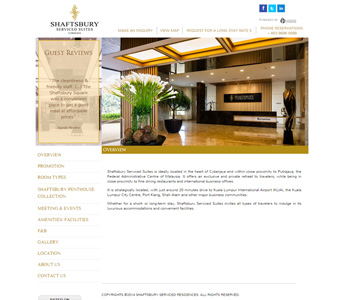 SHAFTSBURY
SERVICED SUITES
MAKE AN ENQUIRY
VIEW MAP
REQUEST FOR A LONG STAY RATE
PHONE RESERVATIONS
GUEST REVIEWS
"The cleanliness &
friendly staff.
The
Shaftsbury Square
was a convenient
place to get a good
meal at affordable
prices"
OVERVIEW
OVERVIEW
PROMOTION
ROOM TYPES
SHAFTSBURY PENTHOUSE
COLLECTION
MEETING & EVENTS
AMENITIES/FACILITIES
F&B
GALLERY
LOCATION
ABOUT US
CONTACT US
Shaftsbury Serviced Suites is ideally located in the heart of Cyberjaya and within close proximity to Putrajaya, the
Federal Administrative Centre of Malaysia. It offers an exclusive and private retreat to travelers, while being in
close proximity to fine dining restaurants and international business offices.
It is strategically located, with just around 25 minutes drive to Kuala Lumpur International Airport (KLIA), the Kuala
Lumpur City Centre, Port Klang, Shah Alam and other major business communities.
Whether for a short or long-term stay, Shaftsbury Serviced Suites invites all types of travelers to indulge in its
luxurious accommodations and convenient facilities.
COPYRIGHTS ©2014 SHAFTSBURY SERVICED RESIDENCES. ALL RIGHTS RESERVED.